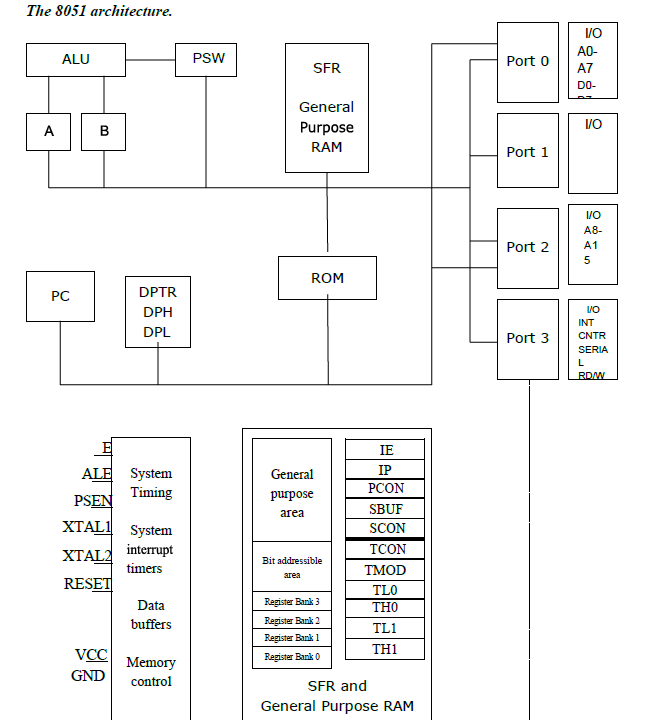 The 8051 architecture.
ALU
PSW
A
B
SFR
General
Purpose
RAM
Port 0
I/O
A0-
A7
D0-
Port 1
I/O
Port 2
I/O
A8-
A1
5
ROM
PC
DPTR
DPH
DPL
Port 3
I/O
INT
CNTR
SERIA
L
RD/W
E
ALE
PSEN
XTAL1
XTAL2
RESET
VCC
GND
System
Timing
System
interrupt
timers
Data
buffers
Memory
control
General
purpose
area
Bit addressible
area
Register Bank 3
Register Bank 2
Register Bank 1
Register Bank 0
IE
IP
PCON
SBUF
SCON
TCON
TMOD
TL0
TH0
TL1
TH1
SFR and
General Purpose RAM